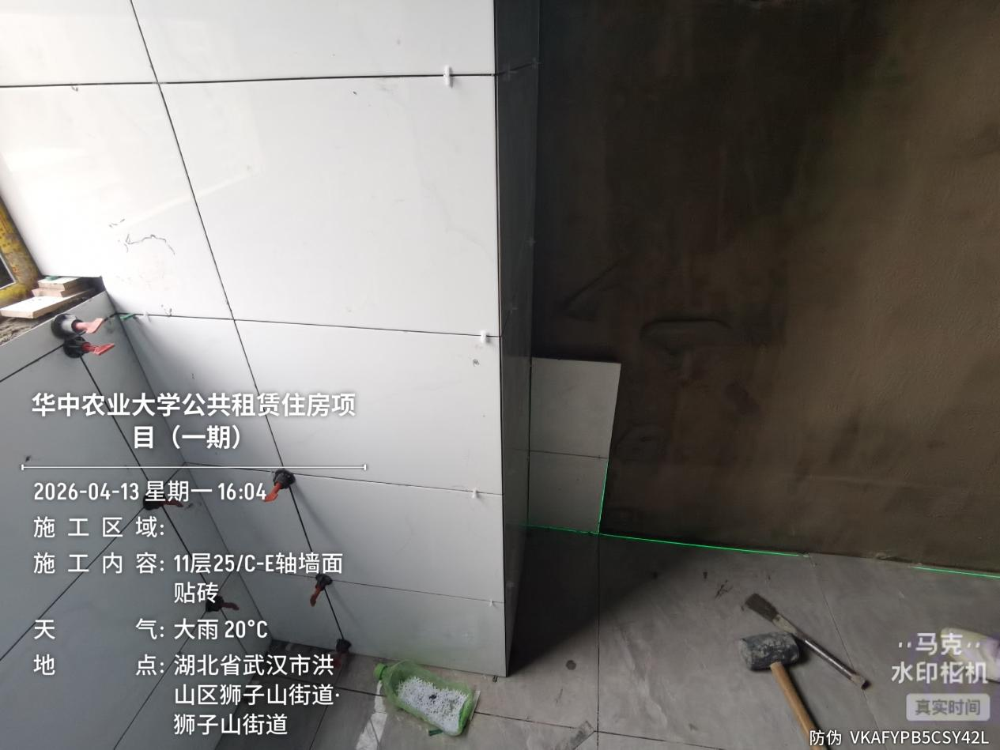 华中农业大学公共租赁住房项
目（一期）
2026-04-13 星期一 16:04
施工区域:
施工内容: 11层25/C-E轴墙面
贴砖
天气: 大雨 20°C
地点: 湖北省武汉市洪
山区狮子山街道·
狮子山街道
马克
水印相机
真实时间
防伪 VKAFYPB5CSY42L